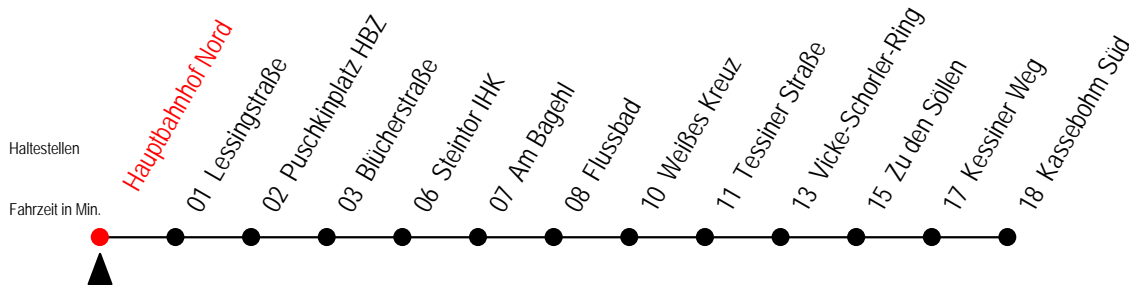 Haltestellen
Fahrzeit in Min.
Hauptbahnhof Nord
01 Lessingstraße
02 Puschkinplatz HBZ
03 Blücherstraße
06 Steintor IHK
07 Am Bagehl
08 Flussbad
10 Weißes Kreuz
11 Tessiner Straße
13 Vicke-Schorler-Ring
15 Zu den Söllen
17 Kessiner Weg
18 Kassebohm Süd